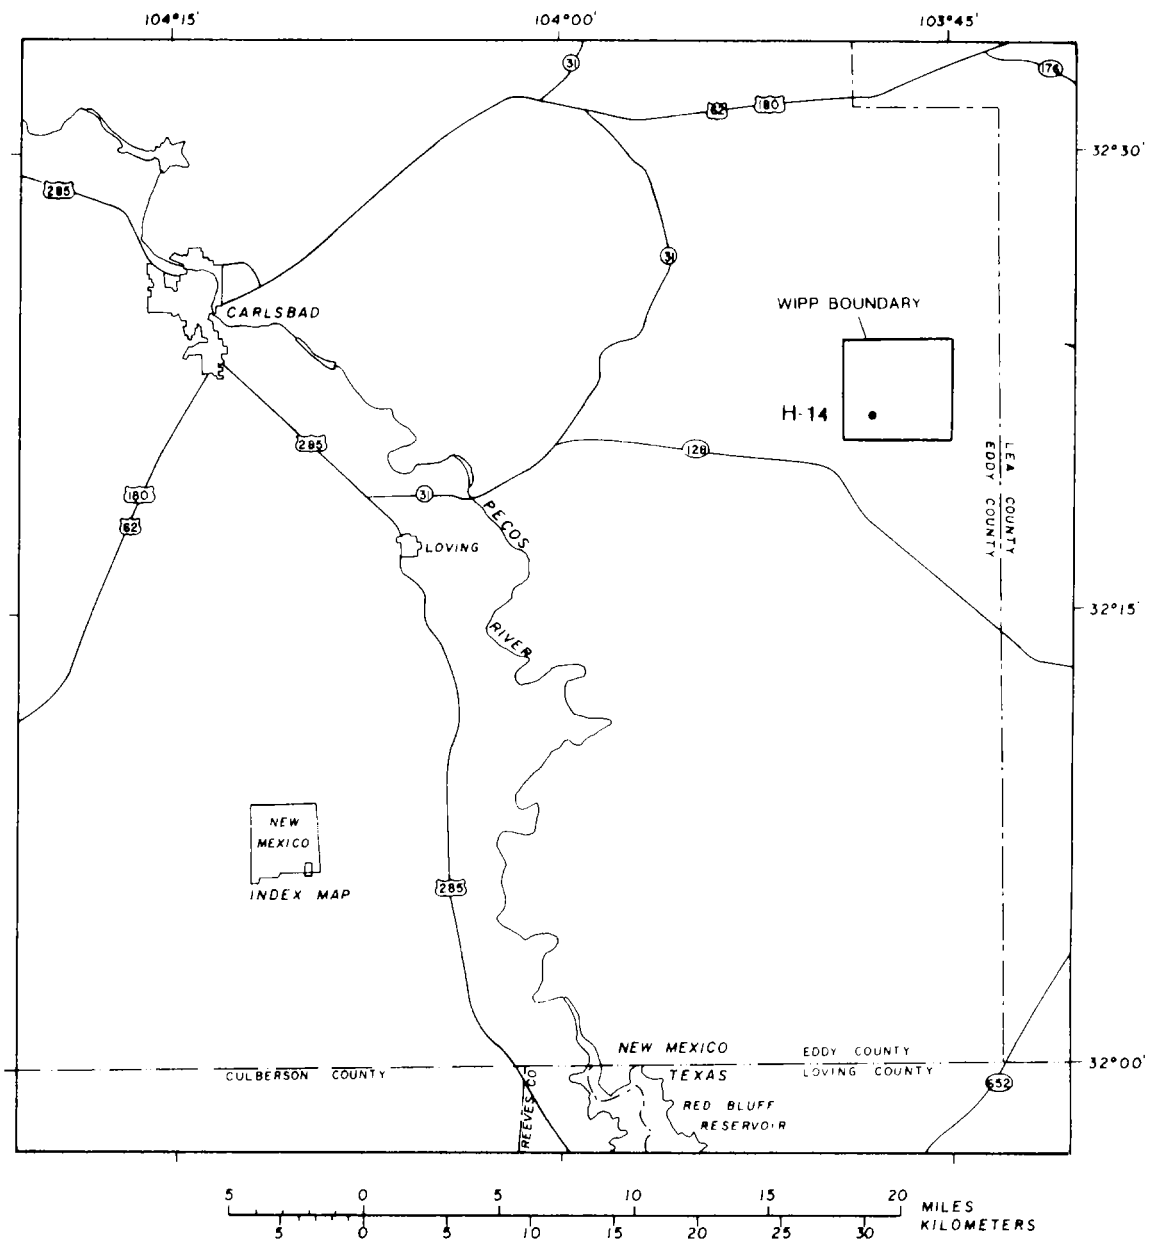 104°15' 104°00' 103°45'
31
176
62 180
32°30'
285
31
WIPP BOUNDARY
CARLSBAD
H-14
285
128
LEA COUNTY
EDDY COUNTY
180
31
PECOS
62
LOVING
32°15'
RIVER
NEW
MEXICO
285
INDEX MAP
NEW MEXICO EDDY COUNTY
32°00'
CULBERSON COUNTY TEXAS LOVING COUNTY
652
REEVES CO
RED BLUFF
RESERVOIR
5 0 5 10 15 20 MILES
5 0 5 10 15 20 25 30 KILOMETERS